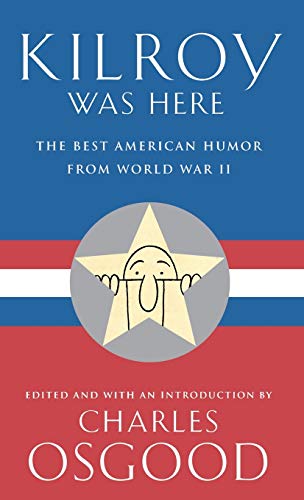 KILROY
WAS HERE
THE BEST AMERICAN HUMOR
FROM WORLD WAR II
EDITED AND WITH AN INTRODUCTION BY
CHARLES
OSGOOD